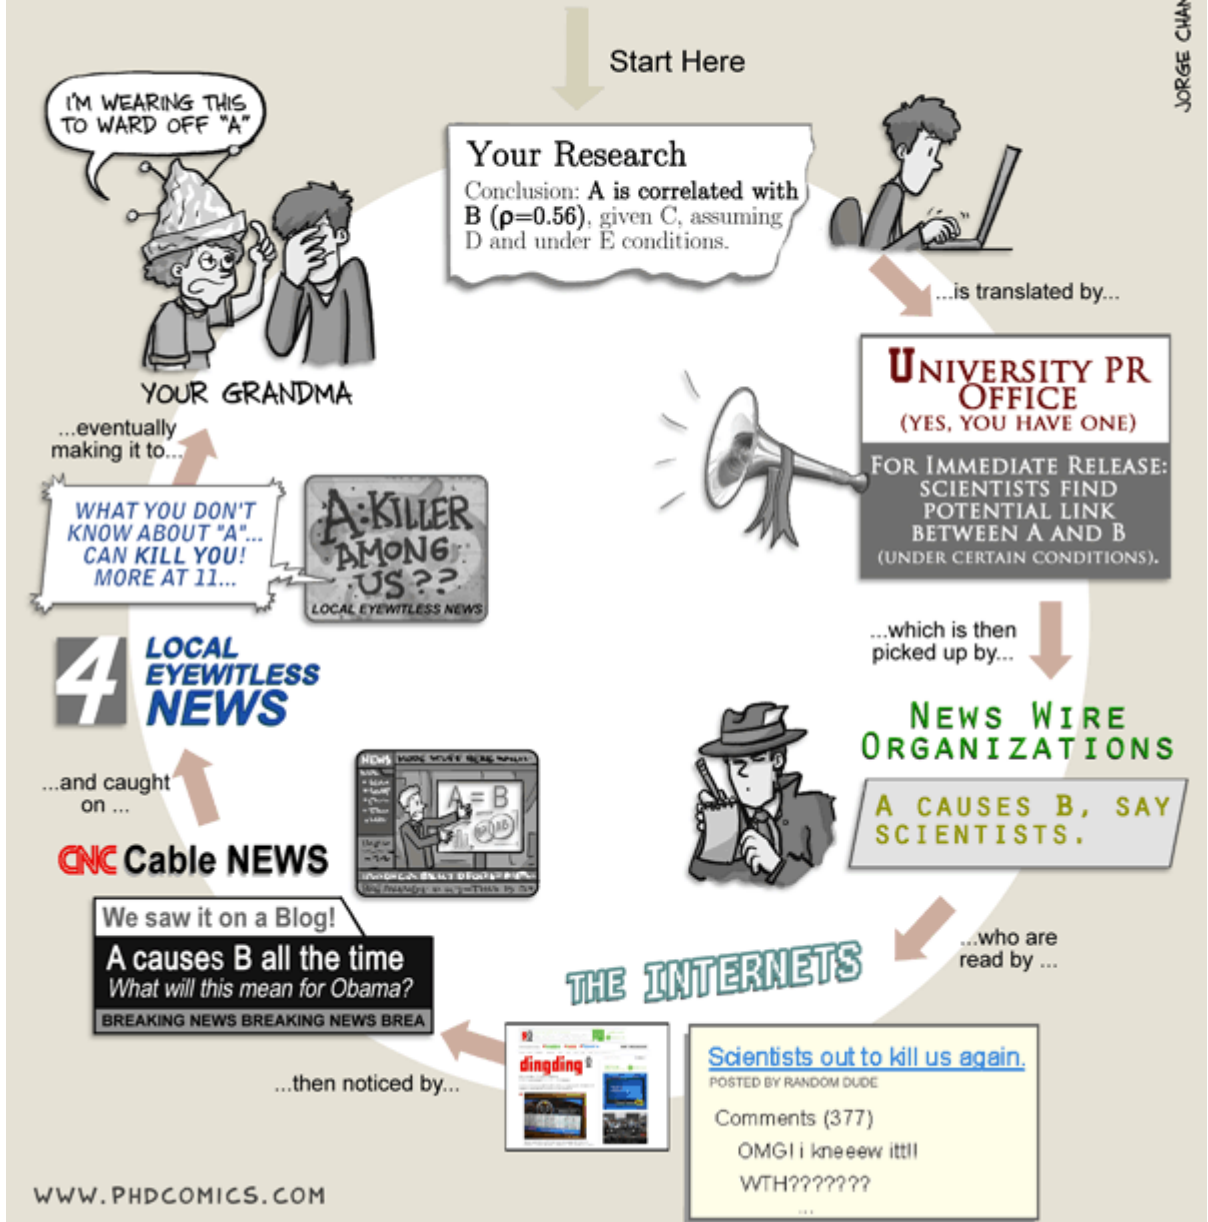 Start Here
JORGE CHAM
Your Research
Conclusion: A is correlated with
B (ρ=0.56), given C, assuming
D and under E conditions.
...is translated by...
UNIVERSITY PR
OFFICE
(YES, YOU HAVE ONE)
FOR IMMEDIATE RELEASE:
SCIENTISTS FIND
POTENTIAL LINK
BETWEEN A AND B
(UNDER CERTAIN CONDITIONS).
...which is then
picked up by...
NEWS WIRE
ORGANIZATIONS
A CAUSES B, SAY
SCIENTISTS.
...who are
read by ...
THE INTERNETS
Scientists out to kill us again.
POSTED BY RANDOM DUDE
Comments (377)
OMG! i kneeew itt!!
WTH???????
...
dingding
...then noticed by...
We saw it on a Blog!
A causes B all the time
What will this mean for Obama?
BREAKING NEWS BREAKING NEWS BREA
CNC Cable NEWS
NEWS
A = B
...and caught
on ...
4 LOCAL
EYEWITLESS
NEWS
WHAT YOU DON'T
KNOW ABOUT "A"...
CAN KILL YOU!
MORE AT 11...
A: KILLER
AMONG
US??
LOCAL EYEWITLESS NEWS
...eventually
making it to...
YOUR GRANDMA
I'M WEARING THIS
TO WARD OFF "A"
WWW.PHDCOMICS.COM